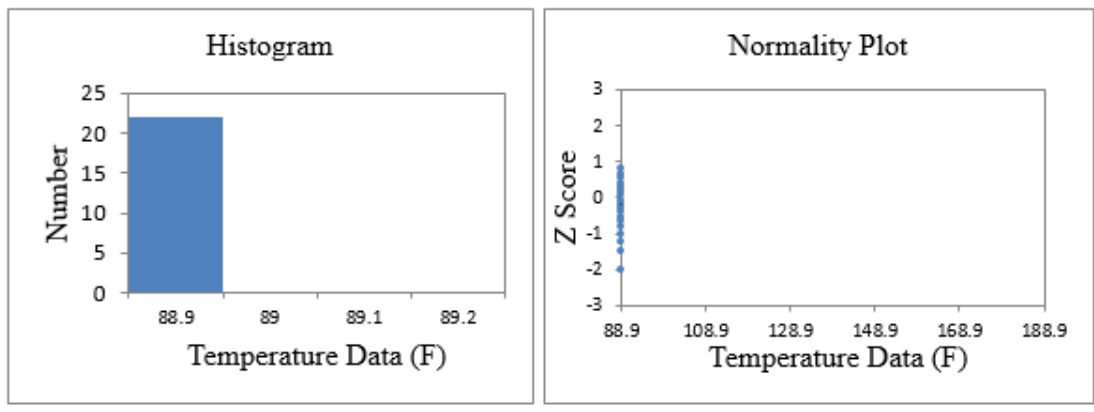 Histogram
Number
25
20
15
10
5
0
88.9 89 89.1 89.2
Temperature Data (F)
Normality Plot
Z Score
3
2
1
0
-1
-2
-3
88.9 108.9 128.9 148.9 168.9 188.9
Temperature Data (F)